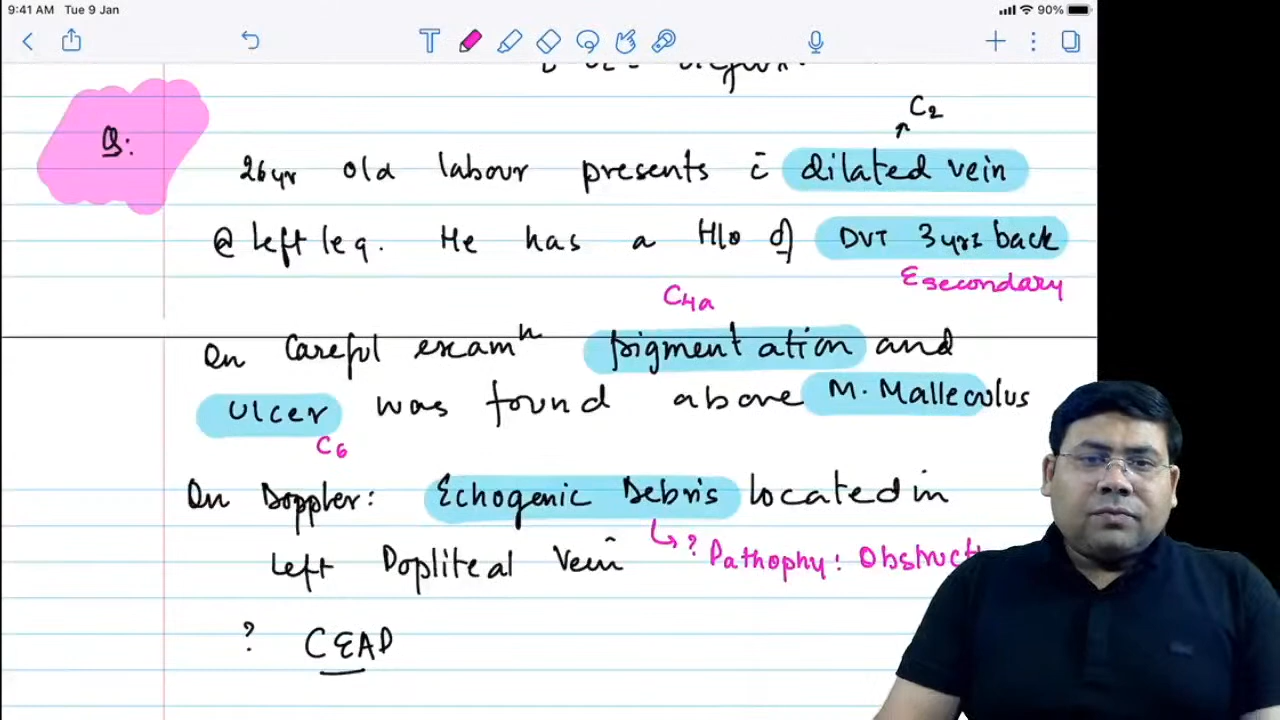 9:41 AM Tue 9 Jan
90%
C2
Q:
26yr old labour presents c̄ dilated vein
@ left leg. He has a H/o of DVT 3yrs back
Esecondary
C4a
On Careful examⁿ pigmentation and
Ulcer was found above M. Malleolus
C6
On Doppler: Echogenic Debris located in
left Popliteal Vein
? Pathophy: Obstruct
? CEAP